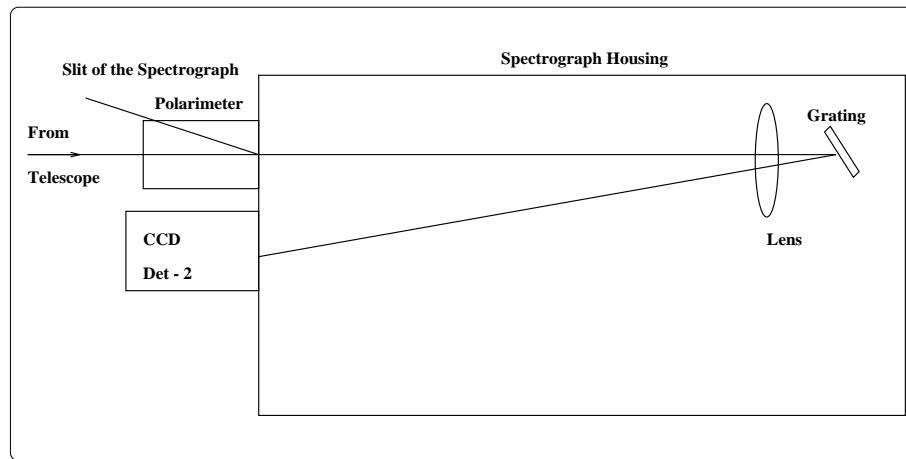 Spectrograph Housing
Slit of the Spectrograph
Polarimeter
From
Telescope
Grating
Lens
CCD
Det - 2